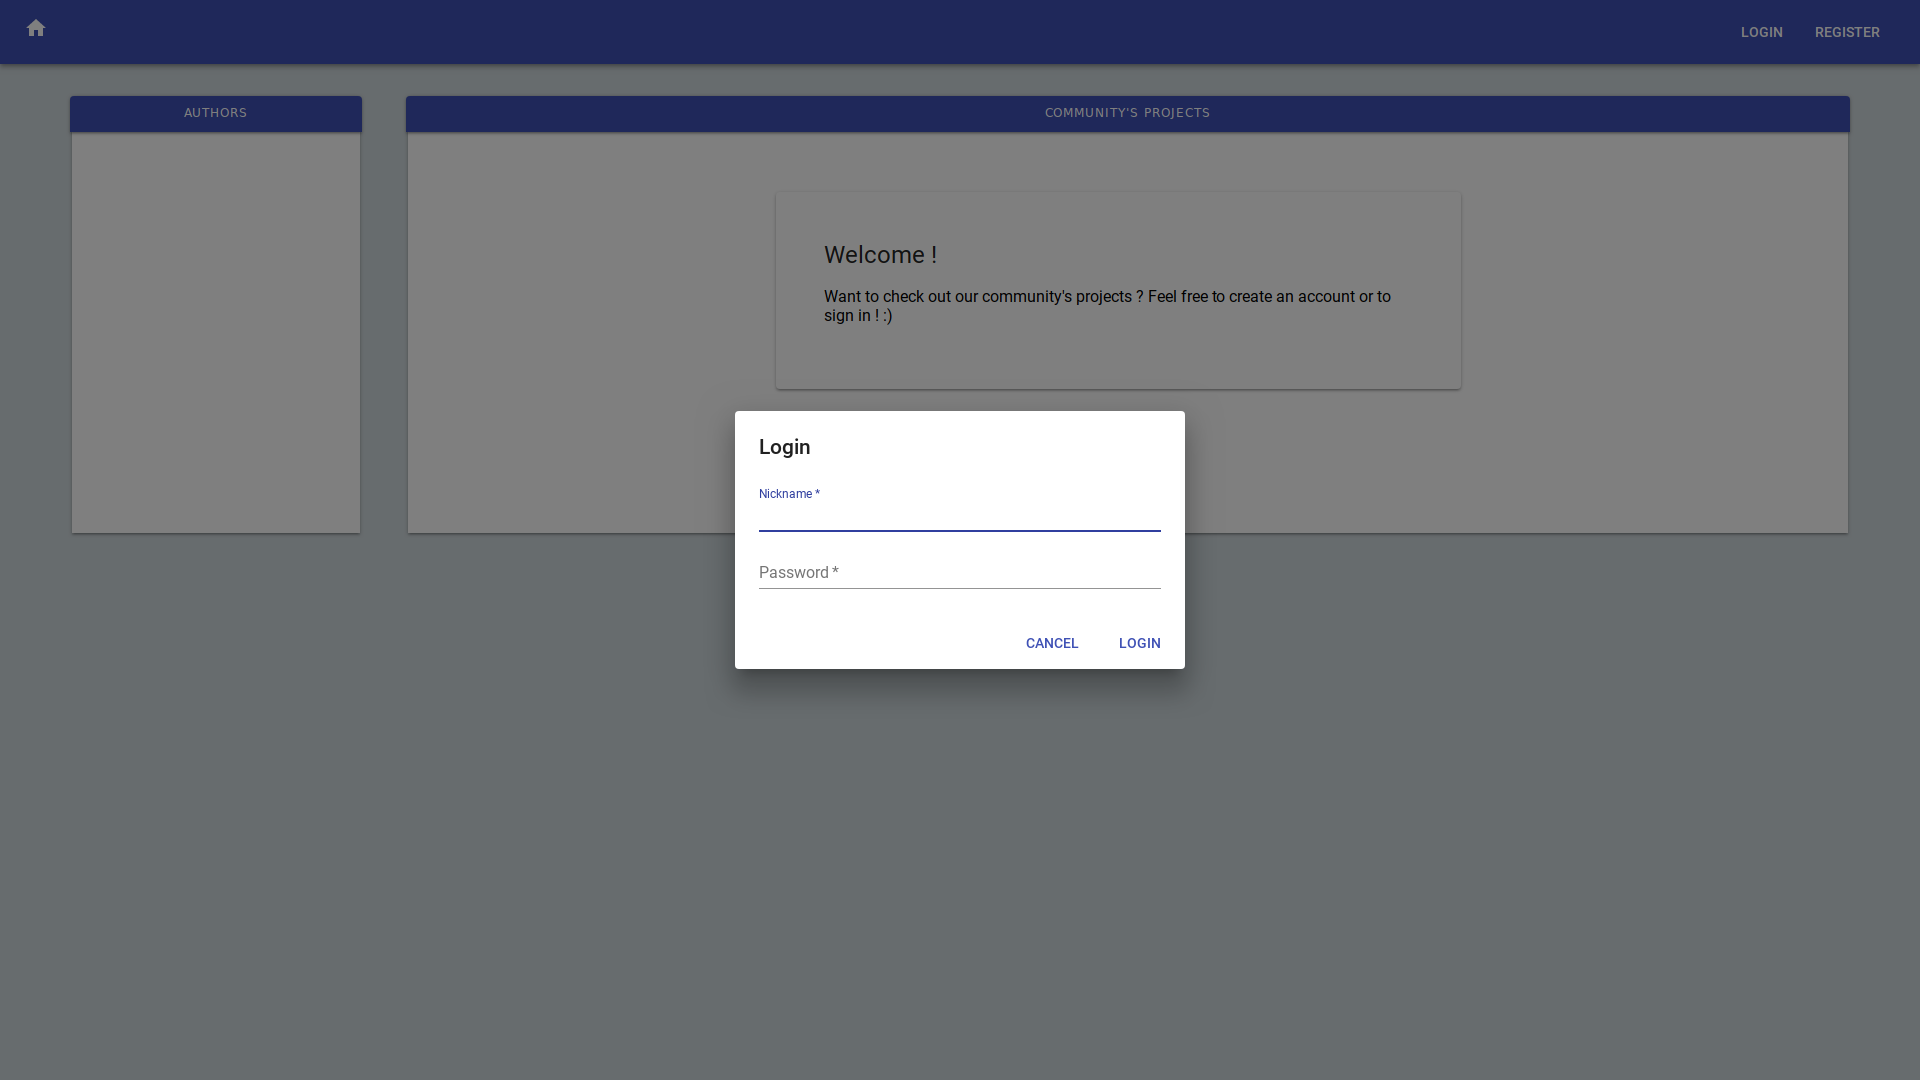 LOGIN
REGISTER
AUTHORS
COMMUNITY'S PROJECTS
Welcome !
Want to check out our community's projects ? Feel free to create an account or to
sign in ! :)
Login
Nickname *
Password *
CANCEL
LOGIN